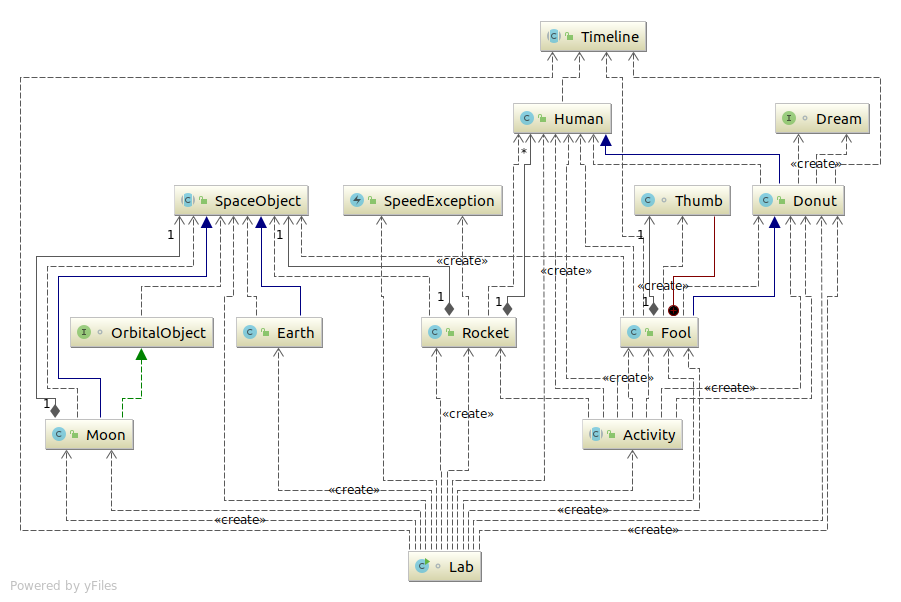 Timeline
Human
Dream
*
«create»
SpaceObject
SpeedException
Thumb
Donut
1
1
1
«create»
«create»
«create»
1
1
1
OrbitalObject
Earth
Rocket
Fool
«create»
«create»
1
«create»
Moon
Activity
«create»
«create»
«create»
«create»
Lab
Powered by yFiles